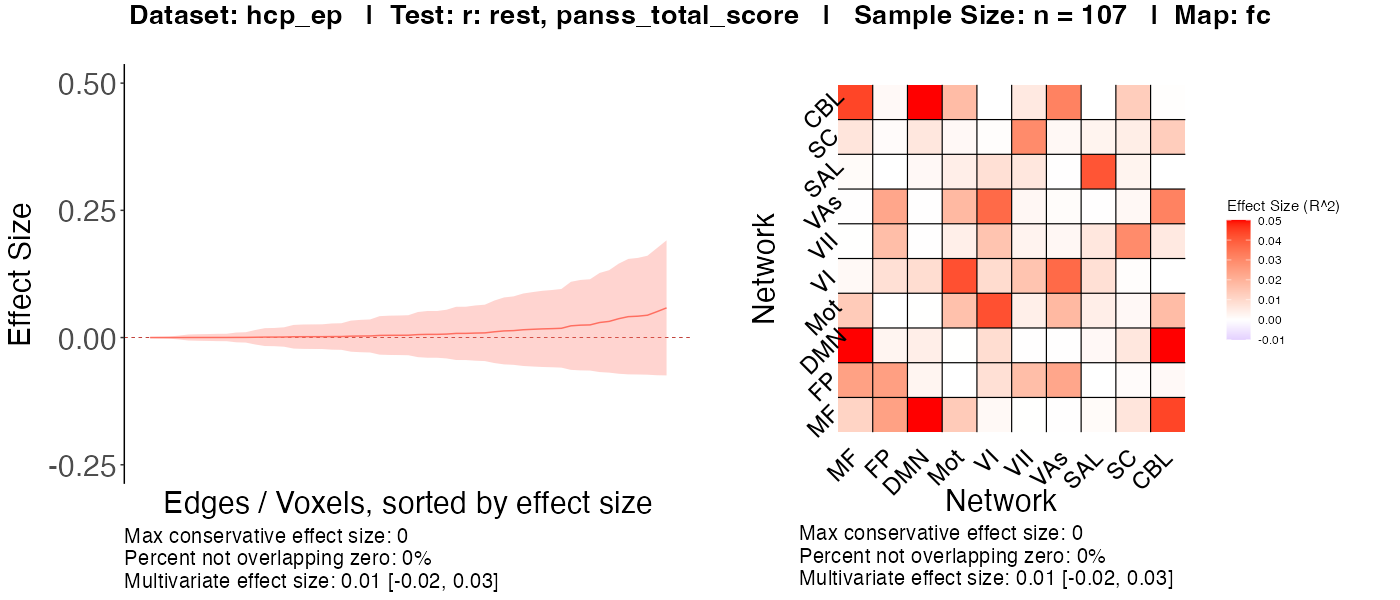 Dataset: hcp_ep | Test: r: rest, panss_total_score | Sample Size: n = 107 | Map: fc
0.50
0.25
0.00
-0.25
Effect Size
Edges / Voxels, sorted by effect size
Max conservative effect size: 0
Percent not overlapping zero: 0%
Multivariate effect size: 0.01 [-0.02, 0.03]
Network
CBL
SC
SAL
VAs
VII
VI
Mot
DMN
FP
MF
MF FP DMN Mot VI VII VAs SAL SC CBL
Network
Effect Size (R^2)
0.05
0.04
0.03
0.02
0.01
0.00
-0.01
Max conservative effect size: 0
Percent not overlapping zero: 0%
Multivariate effect size: 0.01 [-0.02, 0.03]